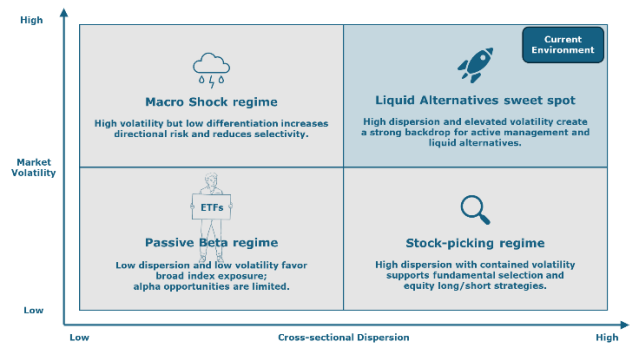 High
Current
Environment
Macro Shock regime
High volatility but low differentiation increases
directional risk and reduces selectivity.
Liquid Alternatives sweet spot
High dispersion and elevated volatility create
a strong backdrop for active management and
liquid alternatives.
Market
Volatility
ETFs
Passive Beta regime
Low dispersion and low volatility favor
broad index exposure;
alpha opportunities are limited.
Stock-picking regime
High dispersion with contained volatility
supports fundamental selection and
equity long/short strategies.
Low
Low
Cross-sectional Dispersion
High